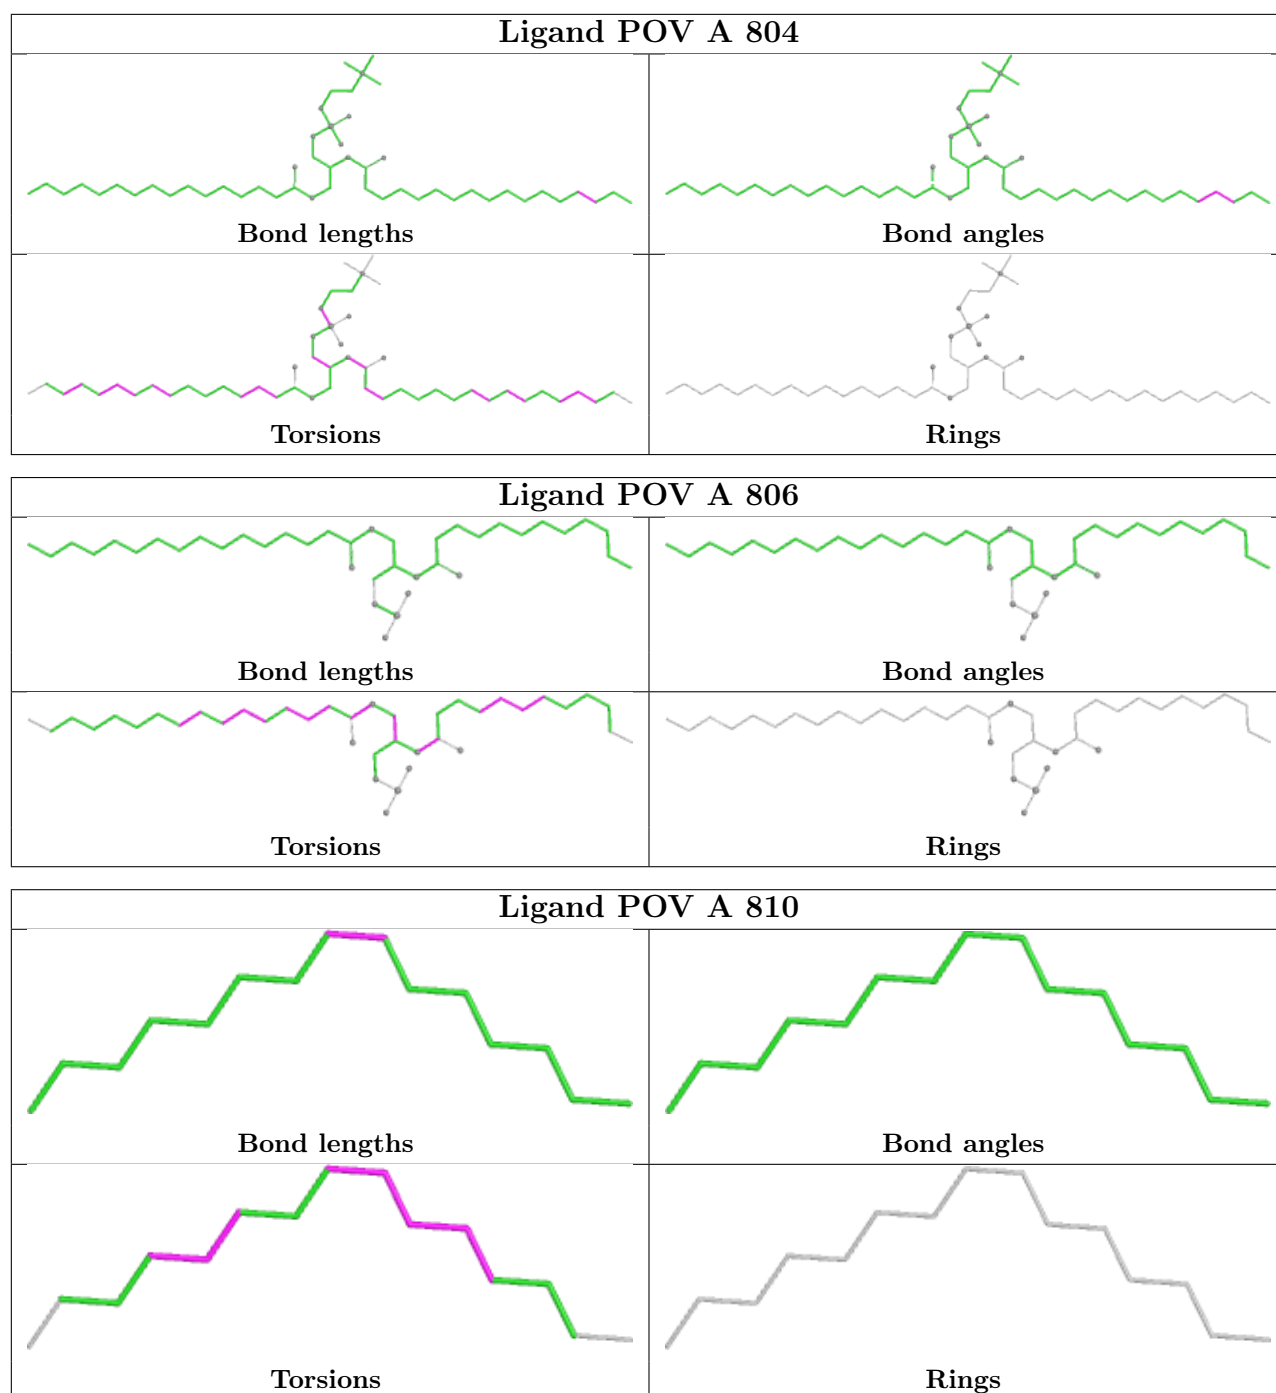 Ligand POV A 804
Bond lengths
Bond angles
Torsions
Rings
Ligand POV A 806
Bond lengths
Bond angles
Torsions
Rings
Ligand POV A 810
Bond lengths
Bond angles
Torsions
Rings